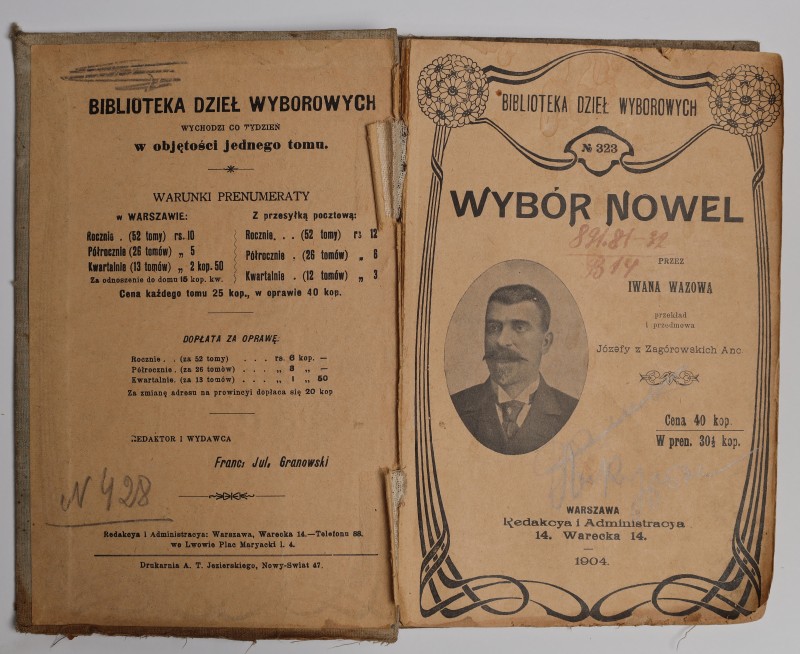 BIBLIOTEKA DZIEŁ WYBOROWYCH
WYCHODZI CO TYDZIEŃ
w objętości jednego tomu.
WARUNKI PRENUMERATY
w WARSZAWIE:
Rocznie . (52 tomy) rs. 10
Półrocznie (26 tomów) „ 5
Kwartalnie (13 tomów) „ 2 kop. 50
Za odnoszenie do domu 15 kop. kw.
Z przesyłką pocztową:
Rocznie. . . (52 tomy) rs 12
Półrocznie . (26 tomów) „ 6
Kwartalnie . (12 tomów) „ 3
Cena każdego tomu 25 kop., w oprawie 40 kop.
DOPŁATA ZA OPRAWĘ:
Rocznie . . (za 52 tomy) . . . rs. 6 kop. —
Półrocznie. (za 26 tomów) . . . „ 3 „ —
Kwartalnie. (za 13 tomów) . . . „ 1 „ 50
Za zmianę adresu na prowincyi dopłaca się 20 kop
REDAKTOR I WYDAWCA
Franc. Jul. Granowski
N 428
Redakcya i Administracya: Warszawa, Warecka 14.—Telefonu 88.
we Lwowie Plac Maryacki l. 4.
Drukarnia A. T. Jezierskiego, Nowy-Swiat 47.
BIBLIOTEKA DZIEŁ WYBOROWYCH
№ 323
WYBÓR NOWEL
891.81-32
B 14
PRZEZ
IWANA WAZOWA
przekład
i przedmowa
Józefy z Zagórowskich Anc
Cena 40 kop.
W pren. 30½ kop.
WARSZAWA
Redakcya i Administracya
14. Warecka 14.
1904.